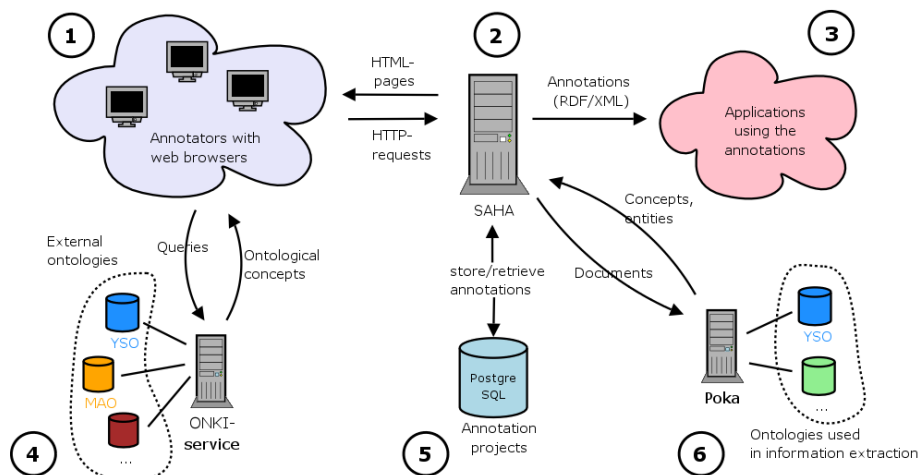 1
2
3
HTML-
pages
HTTP-
requests
Annotations
(RDF/XML)
Annotators with
web browsers
Applications
using the
annotations
SAHA
Queries
Ontological
concepts
External
ontologies
Concepts,
entities
Documents
store/retrieve
annotations
YSO
MAO
...
ONKI-
service
Postgre
SQL
Annotation
projects
Poka
YSO
...
Ontologies used
in information extraction
4
5
6